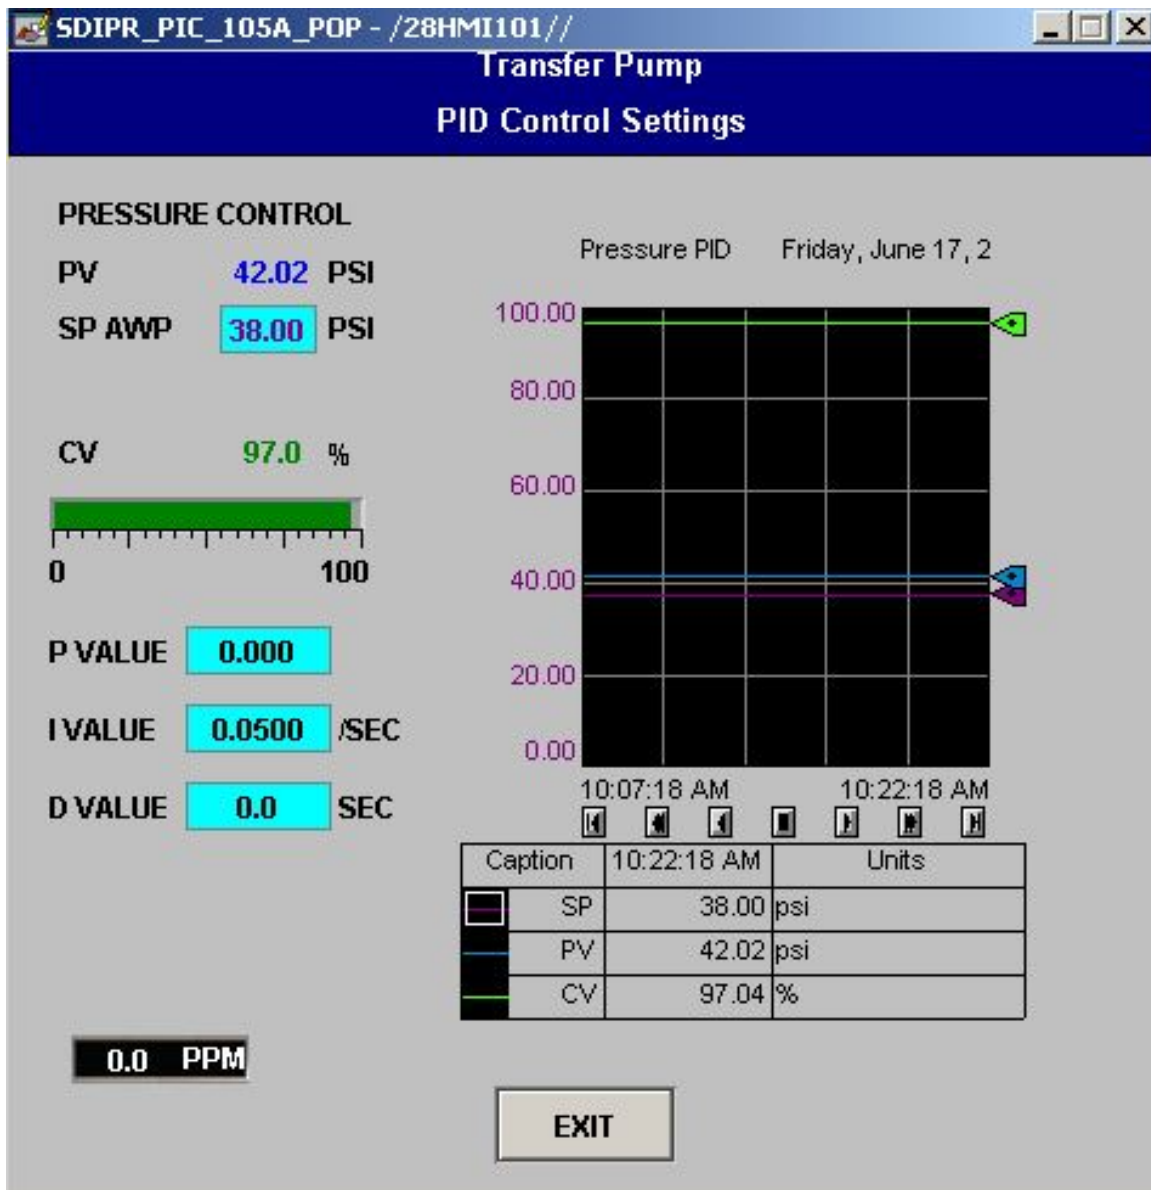 SDIPR_PIC_105A_POP - /28HMI101//
Transfer Pump
PID Control Settings
PRESSURE CONTROL
PV 42.02 PSI
SP AWP 38.00 PSI
CV 97.0 %
0 100
P VALUE 0.000
I VALUE 0.0500 /SEC
D VALUE 0.0 SEC
0.0 PPM
Pressure PID Friday, June 17, 2
100.00
80.00
60.00
40.00
20.00
0.00
10:07:18 AM 10:22:18 AM
Caption 10:22:18 AM Units
SP 38.00 psi
PV 42.02 psi
CV 97.04 %
EXIT